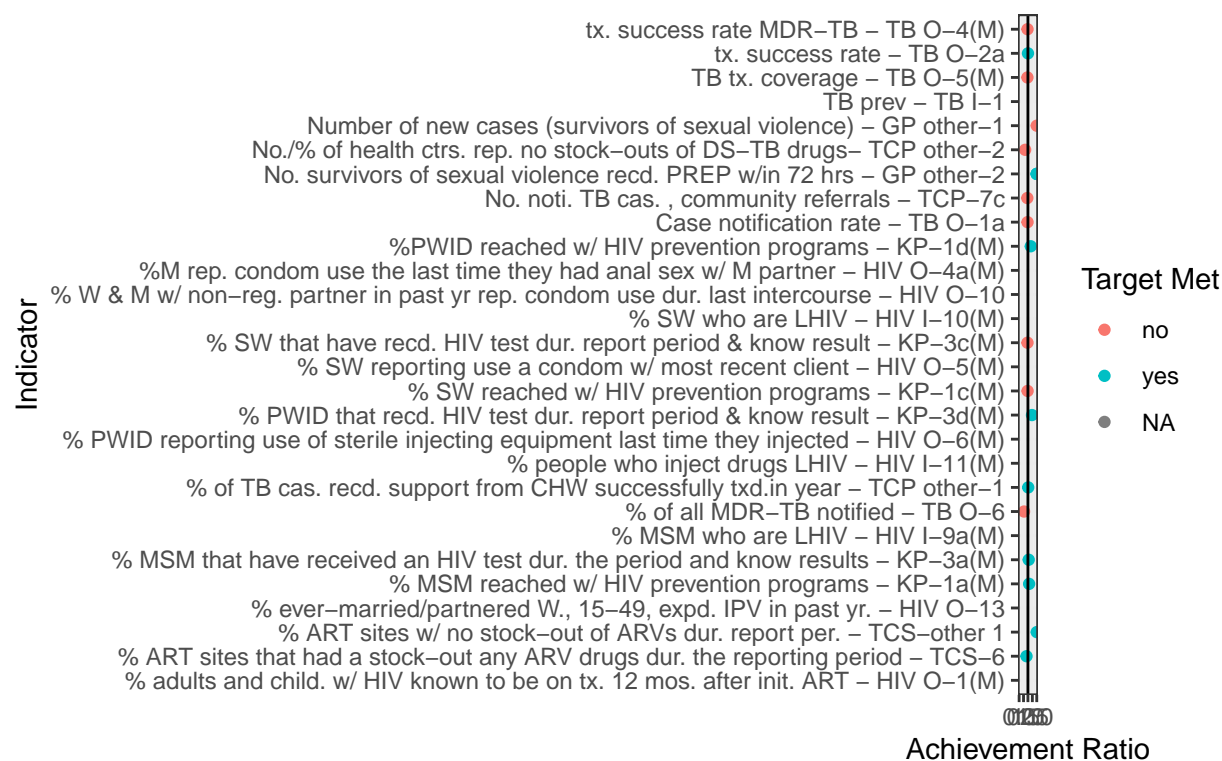 tx. success rate MDR−TB − TB O−4(M)
tx. success rate − TB O−2a
TB tx. coverage − TB O−5(M)
TB prev − TB I−1
Number of new cases (survivors of sexual violence) − GP other−1
No./% of health ctrs. rep. no stock−outs of DS−TB drugs− TCP other−2
No. survivors of sexual violence recd. PREP w/in 72 hrs − GP other−2
No. noti. TB cas. , community referrals − TCP−7c
Case notification rate − TB O−1a
%PWID reached w/ HIV prevention programs − KP−1d(M)
%M rep. condom use the last time they had anal sex w/ M partner − HIV O−4a(M)
% W & M w/ non−reg. partner in past yr rep. condom use dur. last intercourse − HIV O−10
% SW who are LHIV − HIV I−10(M)
% SW that have recd. HIV test dur. report period & know result − KP−3c(M)
% SW reporting use a condom w/ most recent client − HIV O−5(M)
% SW reached w/ HIV prevention programs − KP−1c(M)
% PWID that recd. HIV test dur. report period & know result − KP−3d(M)
% PWID reporting use of sterile injecting equipment last time they injected − HIV O−6(M)
% people who inject drugs LHIV − HIV I−11(M)
% of TB cas. recd. support from CHW successfully txd.in year − TCP other−1
% of all MDR−TB notified − TB O−6
% MSM who are LHIV − HIV I−9a(M)
% MSM that have received an HIV test dur. the period and know results − KP−3a(M)
% MSM reached w/ HIV prevention programs − KP−1a(M)
% ever−married/partnered W., 15−49, expd. IPV in past yr. − HIV O−13
% ART sites w/ no stock−out of ARVs dur. report per. − TCS−other 1
% ART sites that had a stock−out any ARV drugs dur. the reporting period − TCS−6
% adults and child. w/ HIV known to be on tx. 12 mos. after init. ART − HIV O−1(M)
Indicator
Achievement Ratio
Target Met
no
yes
NA